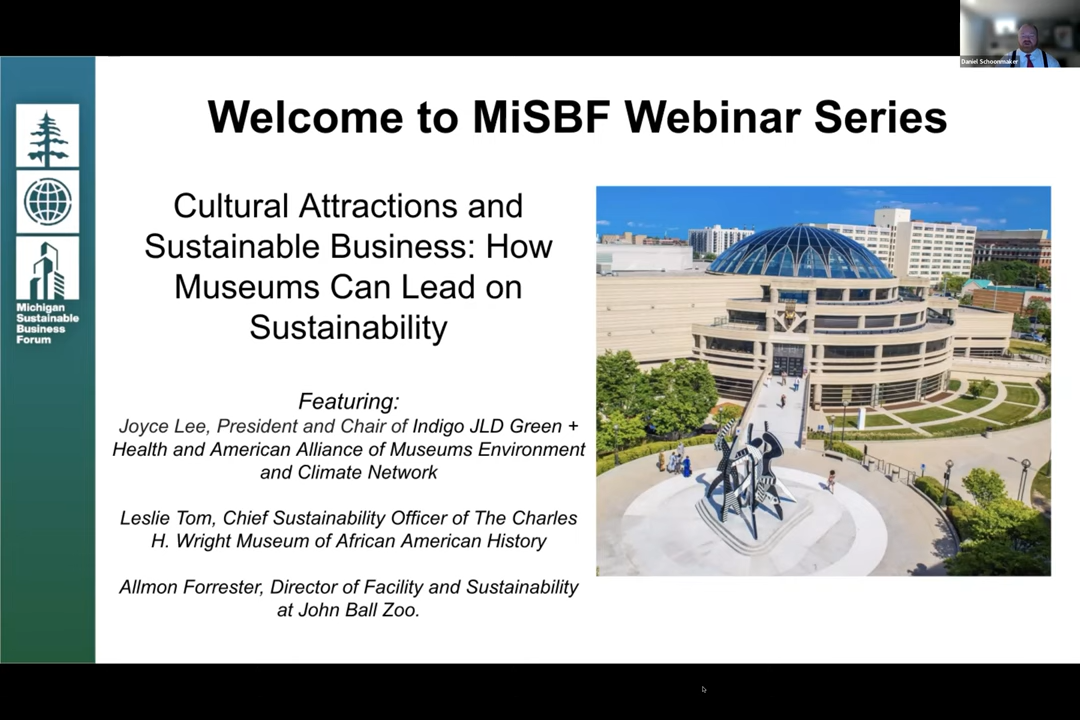 Daniel Schoonmaker
Welcome to MiSBF Webinar Series
Cultural Attractions and
Sustainable Business: How
Museums Can Lead on
Sustainability
Featuring:
Joyce Lee, President and Chair of Indigo JLD Green +
Health and American Alliance of Museums Environment
and Climate Network
Leslie Tom, Chief Sustainability Officer of The Charles
H. Wright Museum of African American History
Allmon Forrester, Director of Facility and Sustainability
at John Ball Zoo.
Michigan
Sustainable
Business
Forum